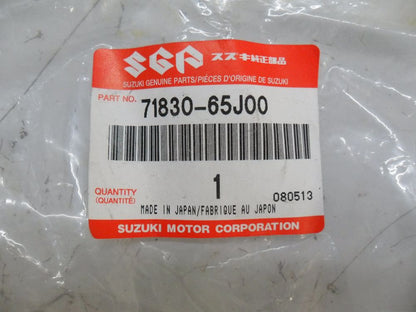 SGP スズキ純正部品
SUZUKI GENUINE PARTS/PIÈCES D'ORIGINE DE SUZUKI
PART NO. 71830-65J00
QUANTITY
(QUANTITÉ) 1 080513
MADE IN JAPAN/FABRIQUE AU JAPON
SUZUKI MOTOR CORPORATION